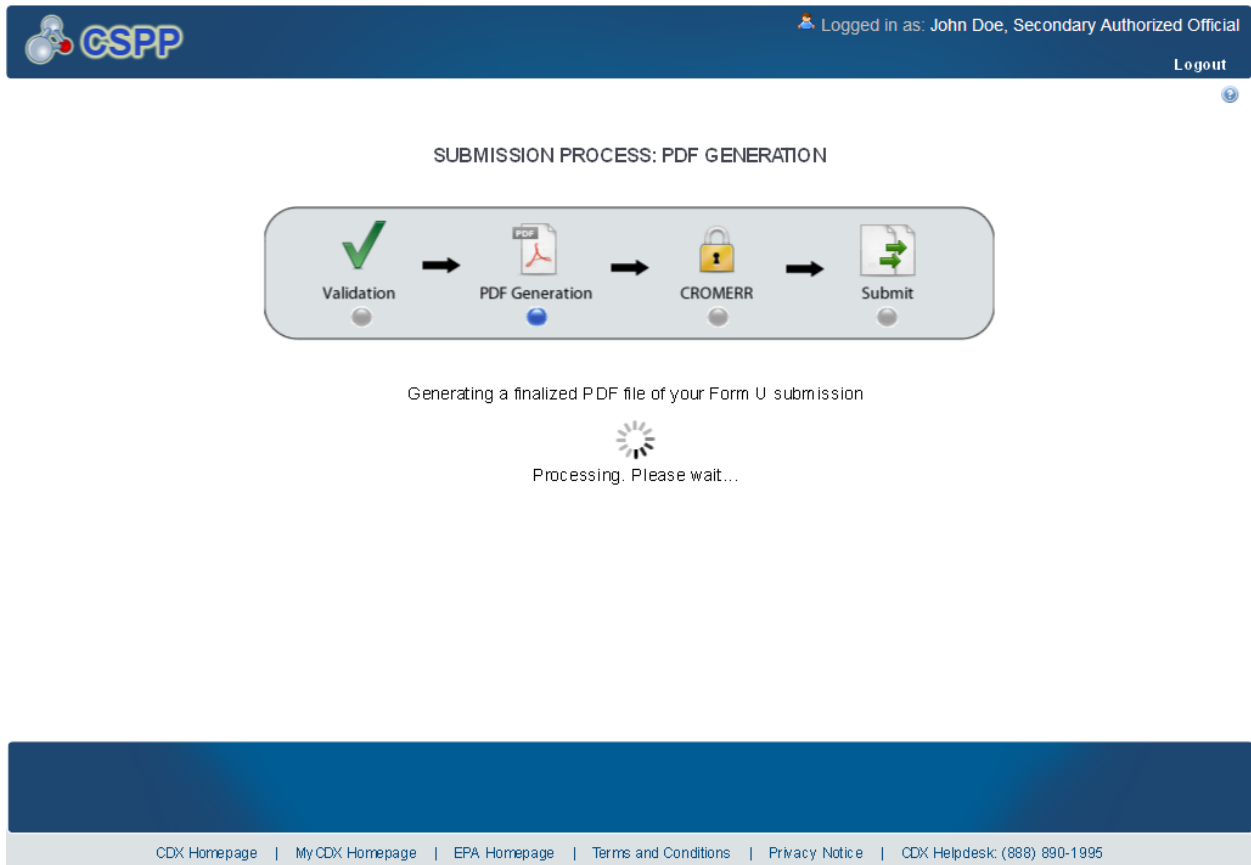 CSPP
Logged in as: John Doe, Secondary Authorized Official
Logout
SUBMISSION PROCESS: PDF GENERATION
PDF
Validation PDF Generation CROMERR Submit
Generating a finalized PDF file of your Form U submission
Processing. Please wait...
CDX Homepage | MyCDX Homepage | EPA Homepage | Terms and Conditions | Privacy Notice | CDX Helpdesk: (888) 890-1995